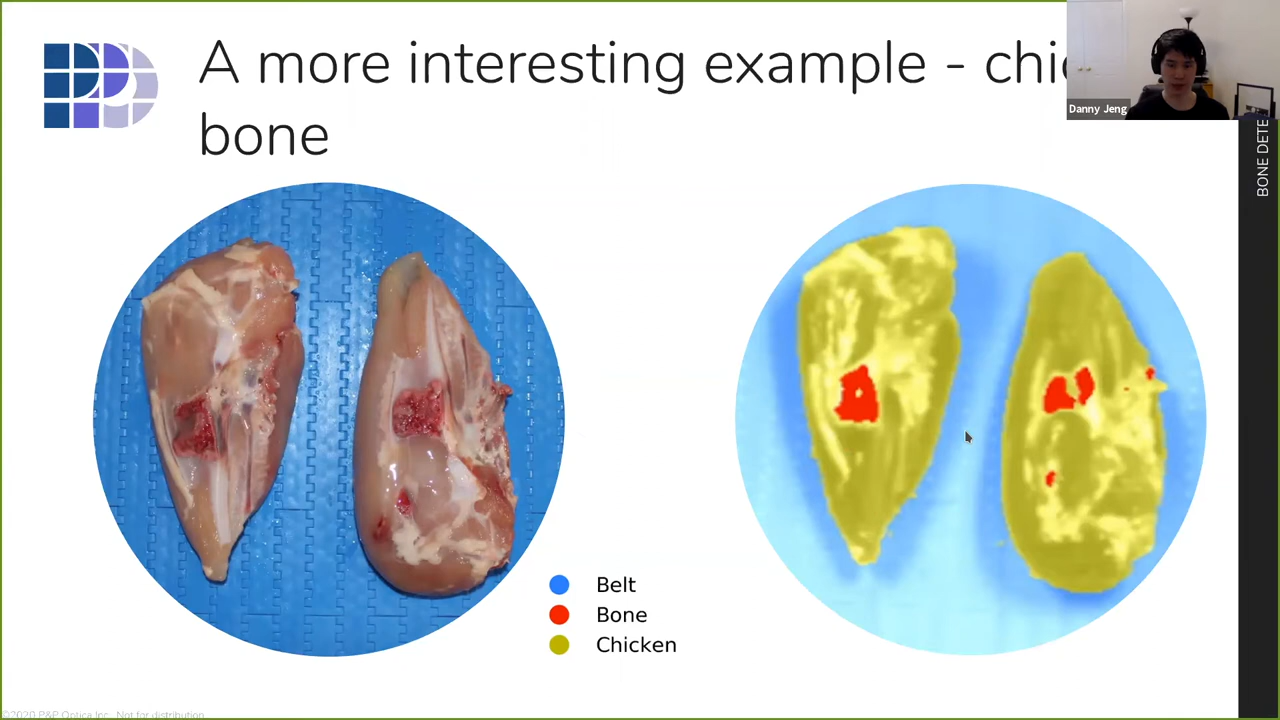 A more interesting example - chic
bone
Danny Jeng
BONE DETE
Belt
Bone
Chicken
©2020 P&P Optica Inc. Not for distribution